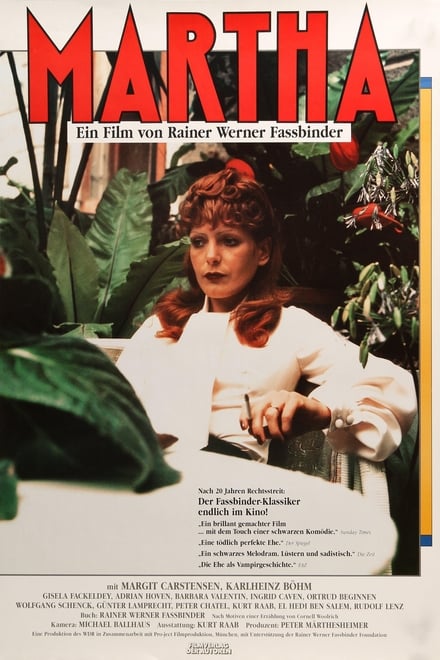 MARTHA
Ein Film von Rainer Werner Fassbinder
Nach 20 Jahren Rechtsstreit:
Der Fassbinder-Klassiker
endlich im Kino!
„Ein brillant gemachter Film
... mit dem Touch einer schwarzen Komödie.“ Sunday Times
„Eine tödlich perfekte Ehe.“ Der Spiegel
„Ein schwarzes Melodram. Lüstern und sadistisch.“ Die Zeit
„Die Ehe als Vampirgeschichte.“
mit MARGIT CARSTENSEN, KARLHEINZ BÖHM
GISELA FACKELDEY, ADRIAN HOVEN, BARBARA VALENTIN, INGRID CAVEN, ORTRUD BEGINNEN
WOLFGANG SCHENCK, GÜNTER LAMPRECHT, PETER CHATEL, KURT RAAB, EL HEDI BEN SALEM, RUDOLF LENZ
Buch: RAINER WERNER FASSBINDER Nach Motiven einer Erzählung von Cornell Woolrich
Kamera: MICHAEL BALLHAUS Ausstattung: KURT RAAB Produzent: PETER MÄRTHESHEIMER
Eine Produktion des WDR in Zusammenarbeit mit Pro-ject Filmproduktion, München, mit Unterstützung der Rainer Werner Fassbinder Foundation
FILMVERLAG
DER AUTOREN